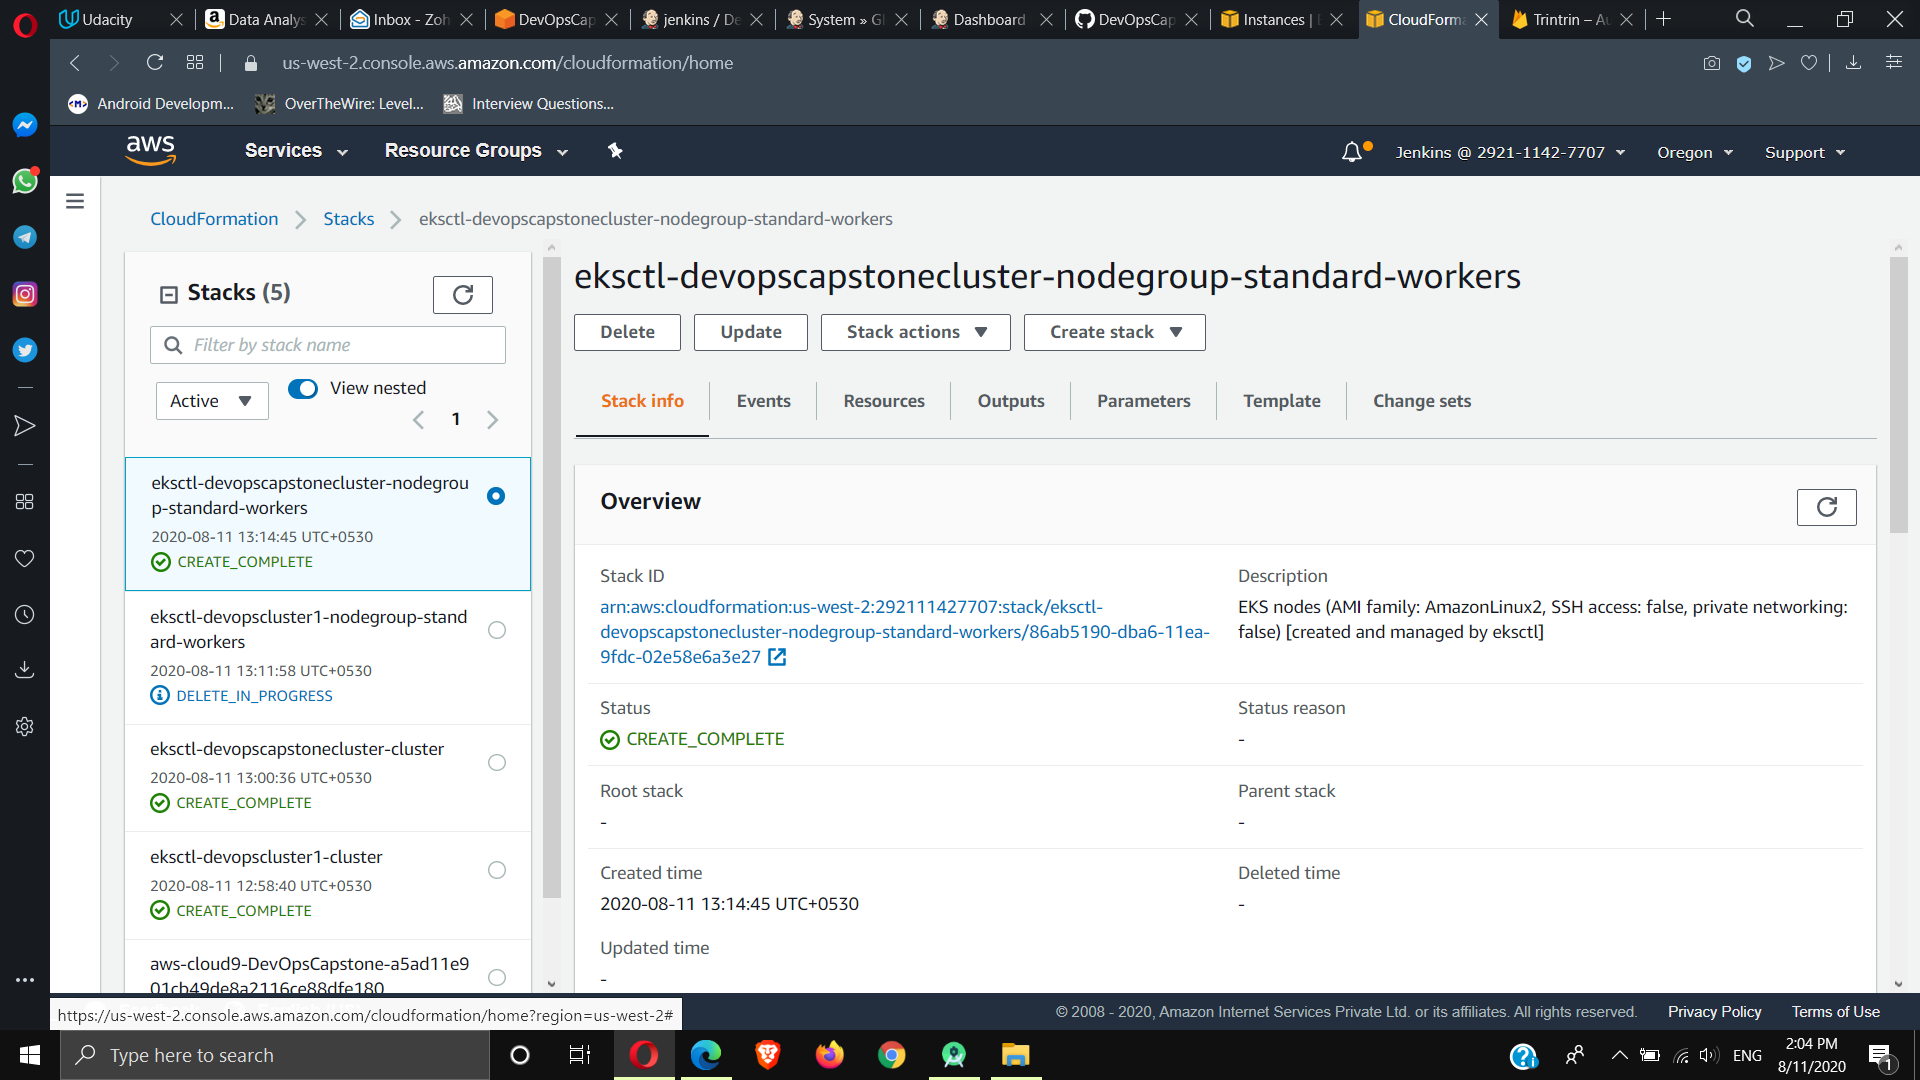 Udacity
Data Analys
Inbox - Zoh
DevOpsCap
jenkins / De
System » Gl
Dashboard
DevOpsCap
Instances | E
CloudForma
Trintrin – Au
us-west-2.console.aws.amazon.com/cloudformation/home
Android Developm...
OverTheWire: Level...
Interview Questions...
aws
Services
Resource Groups
Jenkins @ 2921-1142-7707
Oregon
Support
CloudFormation
Stacks
eksctl-devopscapstonecluster-nodegroup-standard-workers
Stacks (5)
Filter by stack name
Active
View nested
1
eksctl-devopscapstonecluster-nodegrou
p-standard-workers
2020-08-11 13:14:45 UTC+0530
CREATE_COMPLETE
eksctl-devopscluster1-nodegroup-stand
ard-workers
2020-08-11 13:11:58 UTC+0530
DELETE_IN_PROGRESS
eksctl-devopscapstonecluster-cluster
2020-08-11 13:00:36 UTC+0530
CREATE_COMPLETE
eksctl-devopscluster1-cluster
2020-08-11 12:58:40 UTC+0530
CREATE_COMPLETE
aws-cloud9-DevOpsCapstone-a5ad11e9
01cb49de8a2116ce88dfe180
eksctl-devopscapstonecluster-nodegroup-standard-workers
Delete
Update
Stack actions
Create stack
Stack info
Events
Resources
Outputs
Parameters
Template
Change sets
Overview
Stack ID
arn:aws:cloudformation:us-west-2:292111427707:stack/eksctl-
devopscapstonecluster-nodegroup-standard-workers/86ab5190-dba6-11ea-
9fdc-02e58e6a3e27
Description
EKS nodes (AMI family: AmazonLinux2, SSH access: false, private networking:
false) [created and managed by eksctl]
Status
CREATE_COMPLETE
Status reason
-
Root stack
-
Parent stack
-
Created time
2020-08-11 13:14:45 UTC+0530
Deleted time
-
Updated time
-
https://us-west-2.console.aws.amazon.com/cloudformation/home?region=us-west-2#
© 2008 - 2020, Amazon Internet Services Private Ltd. or its affiliates. All rights reserved.
Privacy Policy
Terms of Use
Type here to search
ENG
2:04 PM
8/11/2020
1